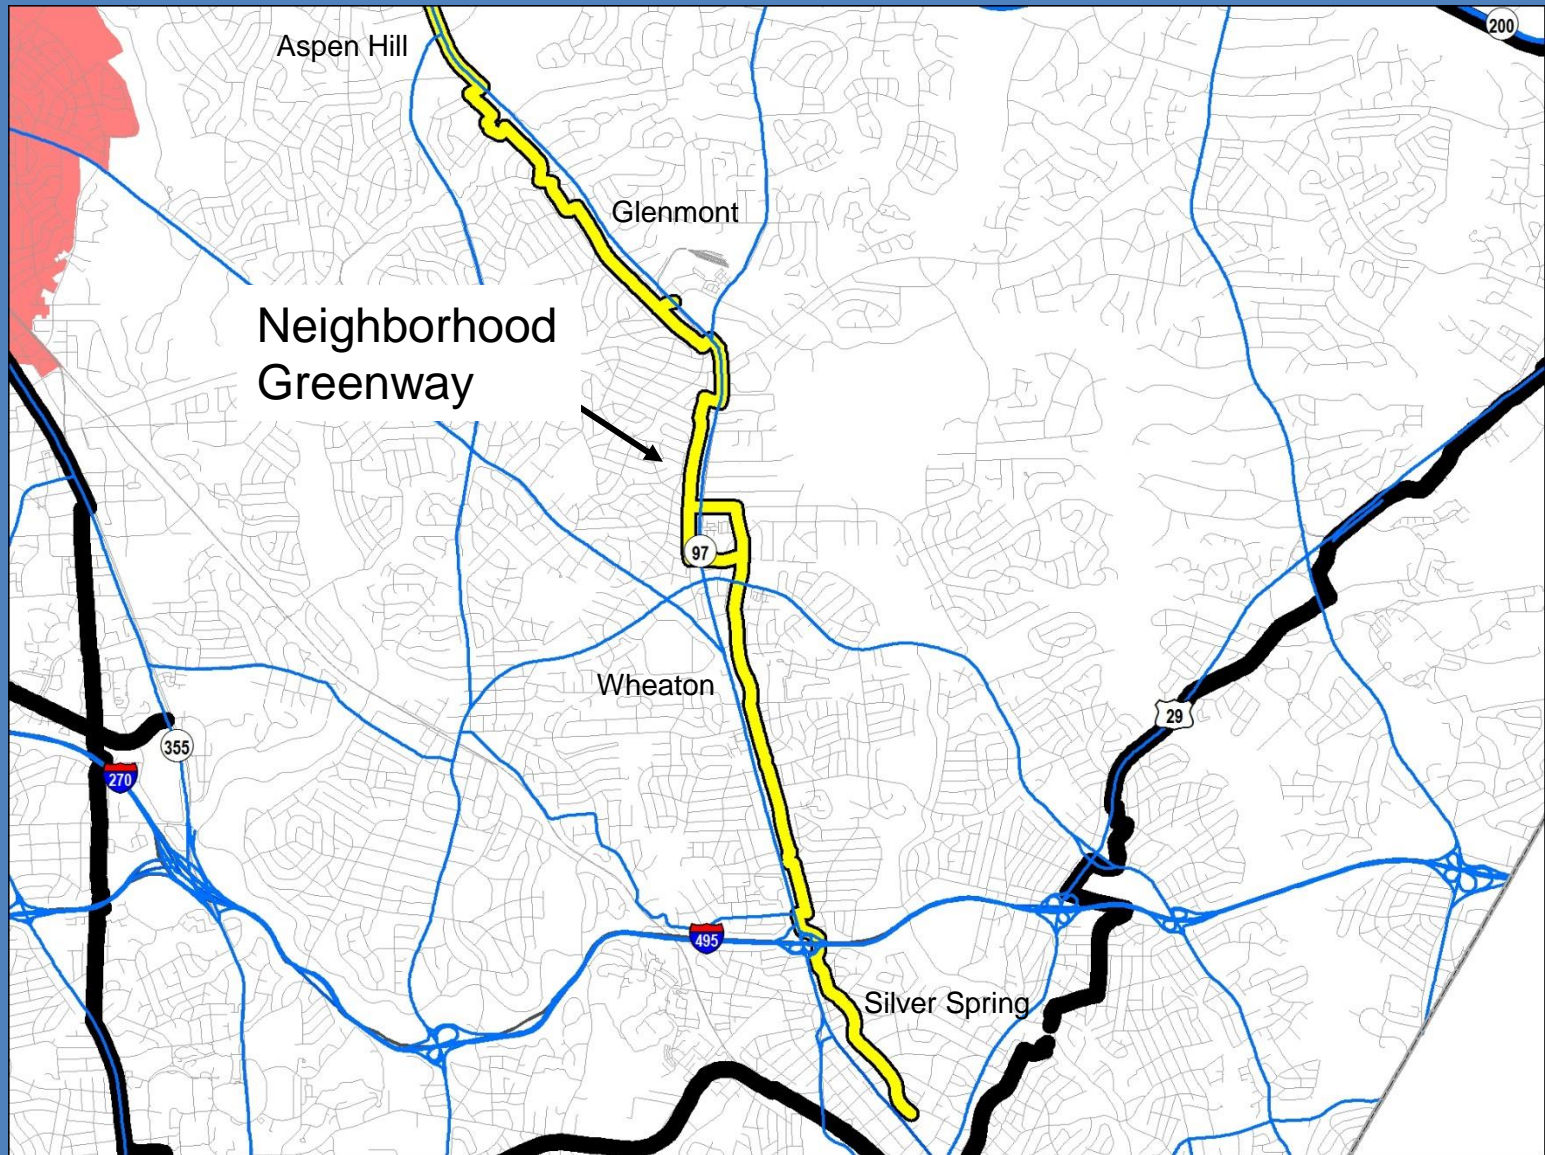 200
Aspen Hill
Glenmont
Neighborhood
Greenway
97
Wheaton
29
355
270
495
Silver Spring